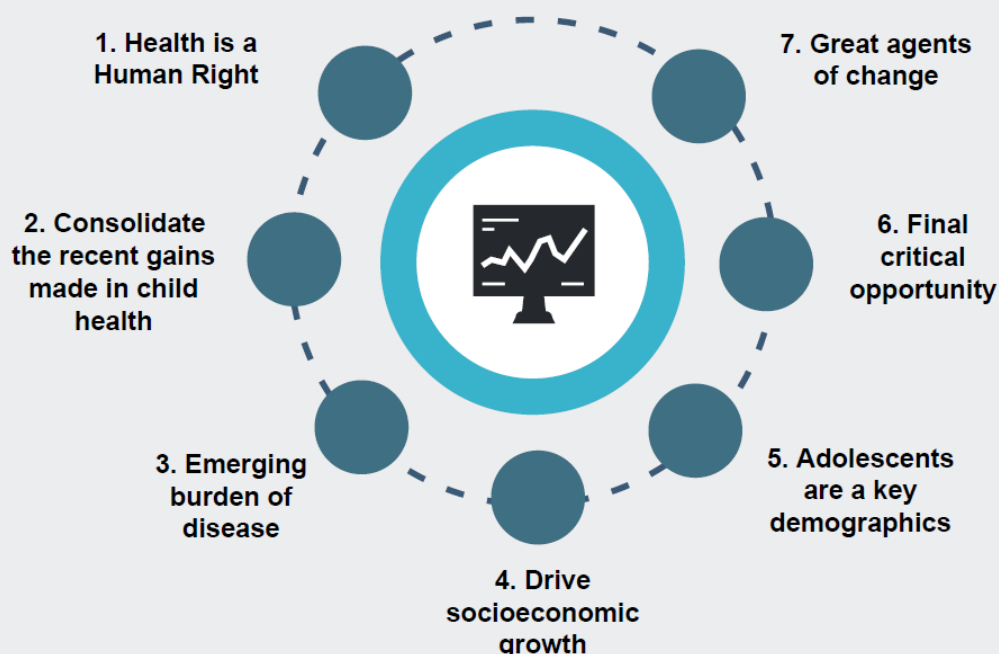 1. Health is a
Human Right
2. Consolidate
the recent gains
made in child
health
3. Emerging
burden of
disease
4. Drive
socioeconomic
growth
5. Adolescents
are a key
demographics
6. Final
critical
opportunity
7. Great agents
of change